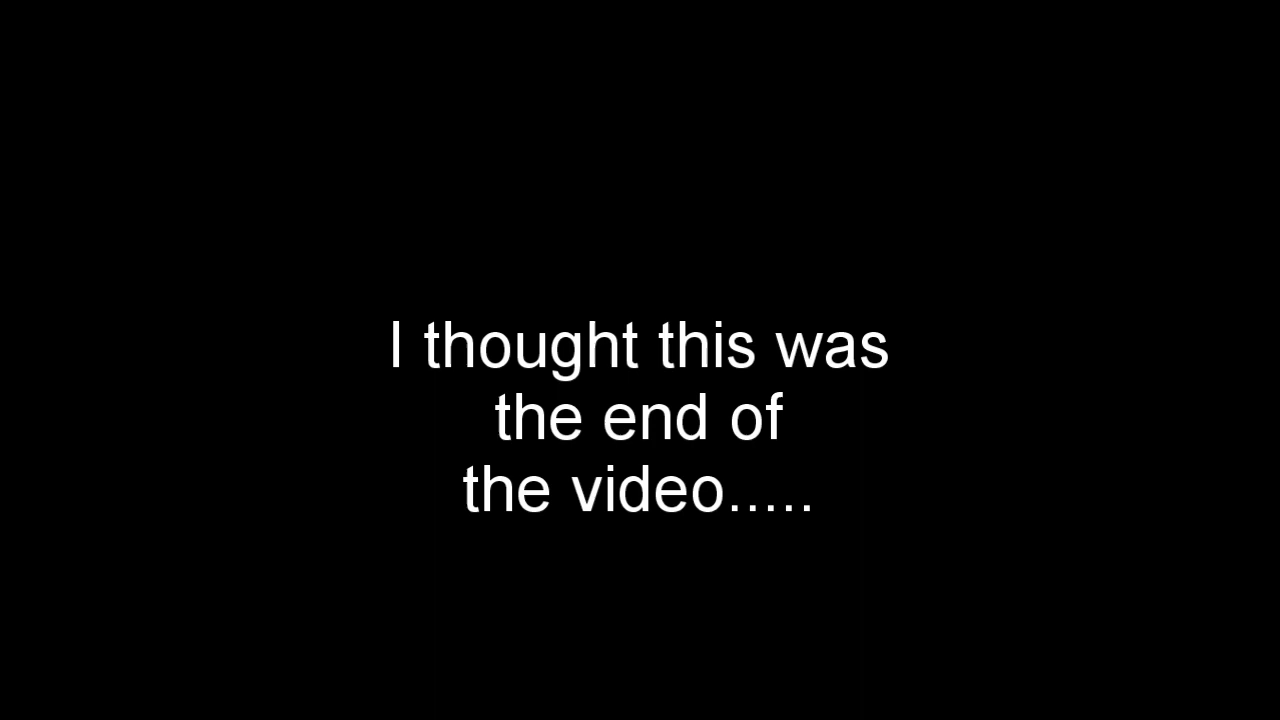 I thought this was
the end of
the video.....